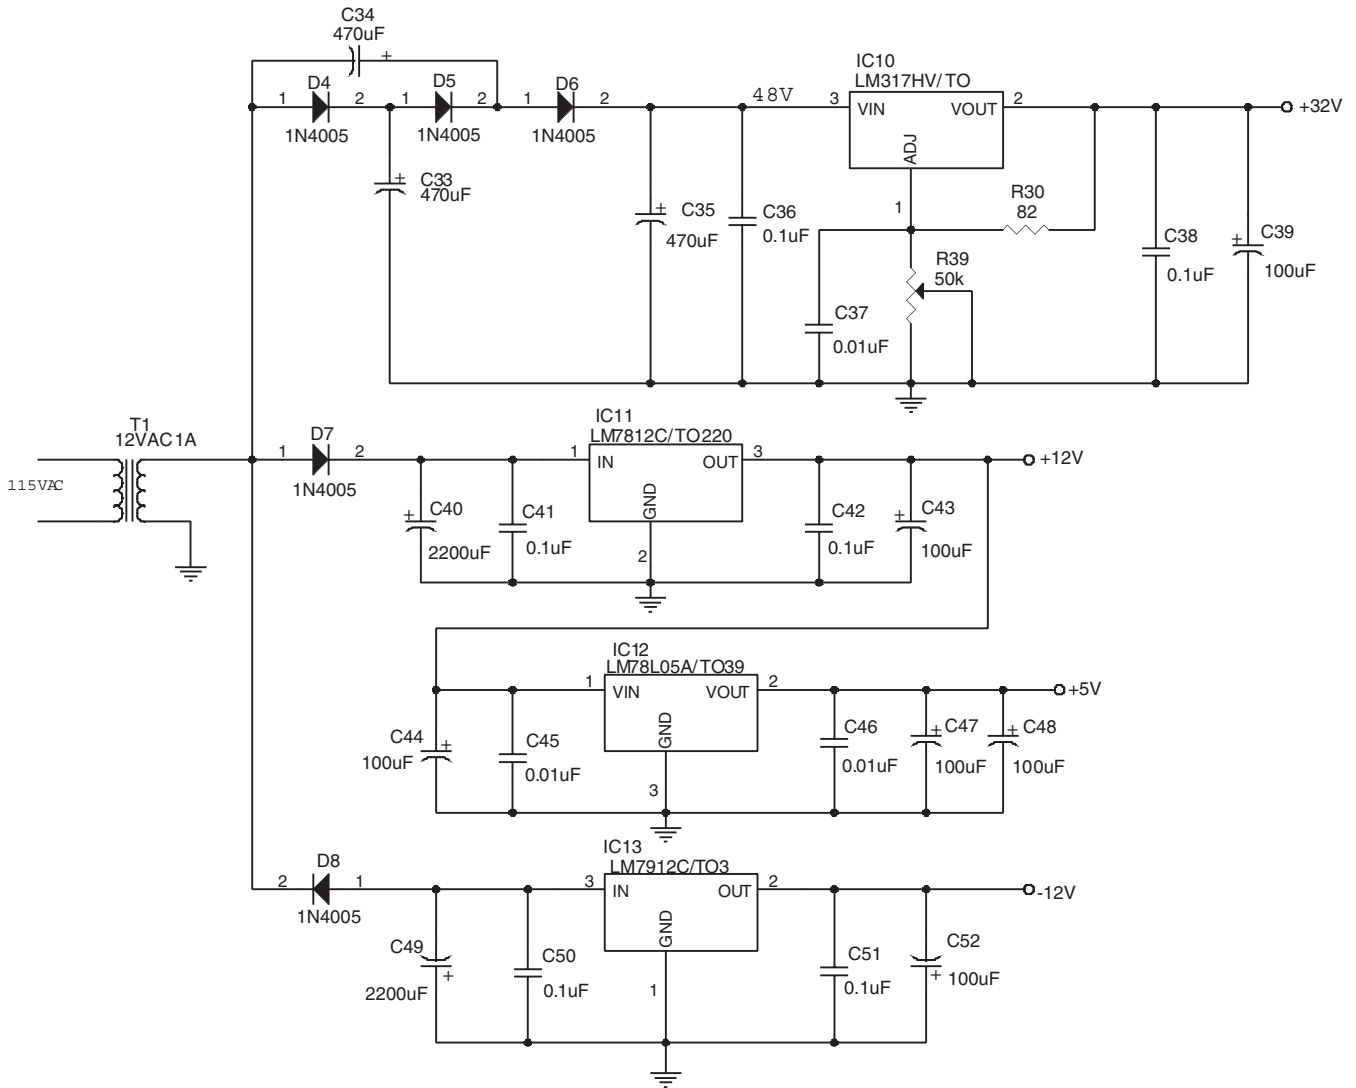 C34
470uF
D4
1 2
1N4005
D5
1 2
1N4005
D6
1 2
1N4005
+
C33
470uF
+
C35
470uF
C36
0.1uF
48V
IC10
LM317HV/TO
3 2
VIN VOUT
ADJ
1
R30
82
R39
50k
C37
0.01uF
C38
0.1uF
+
C39
100uF
+
+32V
T1
12VAC1A
115VAC
D7
1 2
1N4005
+
C40
2200uF
C41
0.1uF
IC11
LM7812C/TO220
1 3
IN OUT
GND
2
C42
0.1uF
+
C43
100uF
+12V
+
C44
100uF
C45
0.01uF
IC12
LM78L05A/TO39
1 2
VIN VOUT
GND
3
C46
0.01uF
+
C47
100uF
+
C48
100uF
+5V
D8
2 1
1N4005
C49
+
2200uF
C50
0.1uF
IC13
LM7912C/TO3
3 2
IN OUT
GND
1
C51
0.1uF
C52
+
100uF
-12V